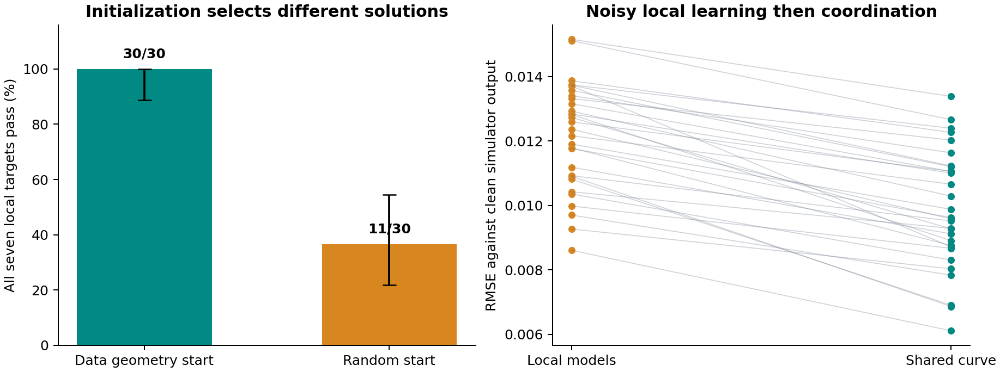 Initialization selects different solutions
All seven local targets pass (%)
100
80
60
40
20
0
30/30
11/30
Data geometry start
Random start
Noisy local learning then coordination
RMSE against clean simulator output
0.014
0.012
0.010
0.008
0.006
Local models
Shared curve